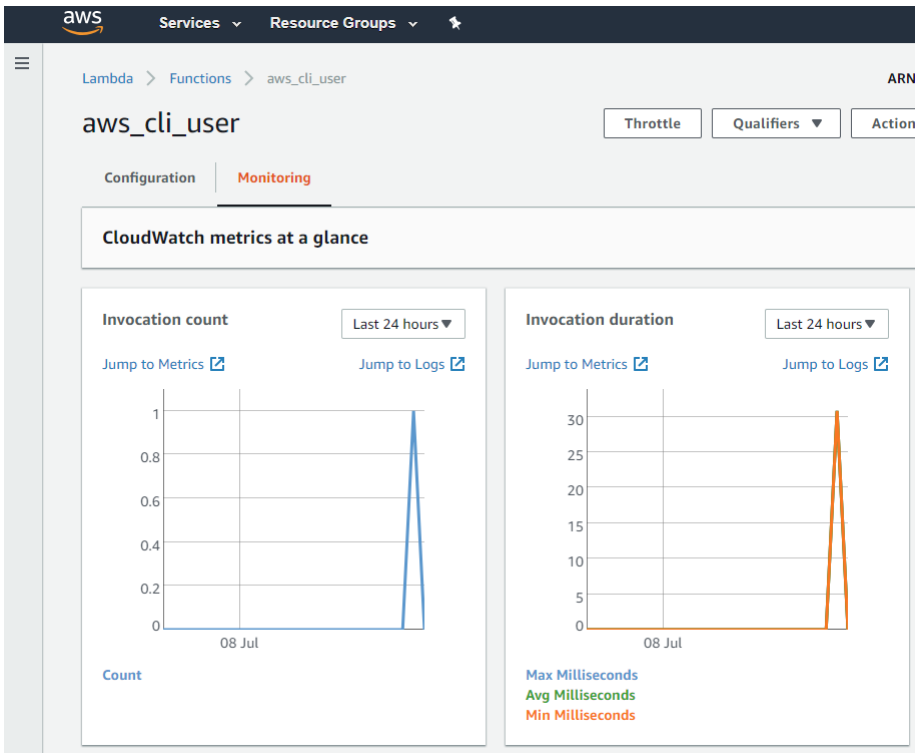 aws Services Resource Groups
Lambda > Functions > aws_cli_user ARN
aws_cli_user
Throttle Qualifiers Action
Configuration Monitoring
CloudWatch metrics at a glance
Invocation count
Last 24 hours
Jump to Metrics Jump to Logs
1
0.8
0.6
0.4
0.2
0
08 Jul
Count
Invocation duration
Last 24 hours
Jump to Metrics Jump to Logs
30
25
20
15
10
5
0
08 Jul
Max Milliseconds
Avg Milliseconds
Min Milliseconds